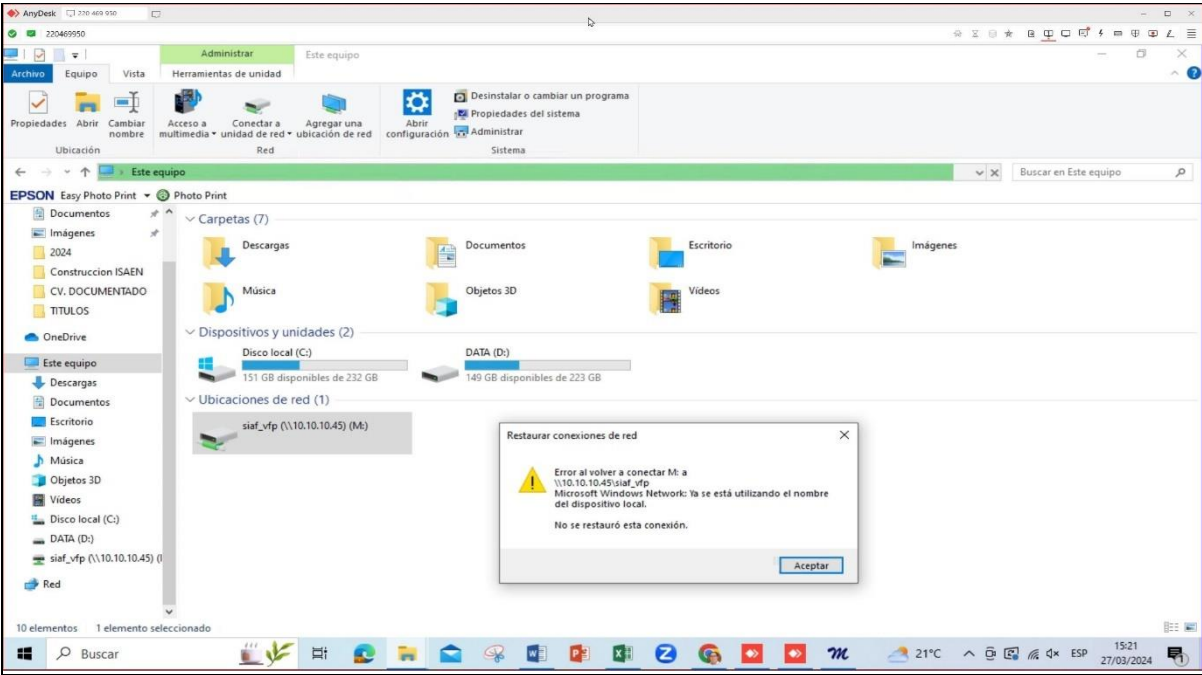 AnyDesk 220 469 950
220469950
Administrar Este equipo
Archivo Equipo Vista Herramientas de unidad
Propiedades Abrir Cambiar nombre
Acceso a multimedia Conectar a unidad de red Agregar una ubicación de red
Abrir configuración
Desinstalar o cambiar un programa
Propiedades del sistema
Administrar
Ubicación Red Sistema
Este equipo
Buscar en Este equipo
EPSON Easy Photo Print Photo Print
Documentos
Imágenes
2024
Construccion ISAEN
CV. DOCUMENTADO
TITULOS
OneDrive
Este equipo
Descargas
Documentos
Escritorio
Imágenes
Música
Objetos 3D
Vídeos
Disco local (C:)
DATA (D:)
siaf_vfp (\\10.10.10.45) (
Red
Carpetas (7)
Descargas Documentos Escritorio Imágenes
Música Objetos 3D Vídeos
Dispositivos y unidades (2)
Disco local (C:) DATA (D:)
151 GB disponibles de 232 GB 149 GB disponibles de 223 GB
Ubicaciones de red (1)
siaf_vfp (\\10.10.10.45) (M:)
Restaurar conexiones de red
Error al volver a conectar M: a
\\10.10.10.45\siaf_vfp
Microsoft Windows Network: Ya se está utilizando el nombre
del dispositivo local.
No se restauró esta conexión.
Aceptar
10 elementos 1 elemento seleccionado
Buscar
21°C ESP 15:21
27/03/2024